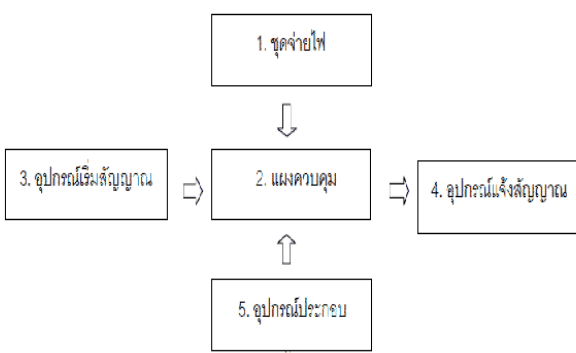 1. ชุดจ่ายไฟ
3. อุปกรณ์เริ่มสัญญาณ
2. แผงควบคุม
4. อุปกรณ์แจ้งสัญญาณ
5. อุปกรณ์ประกอบ